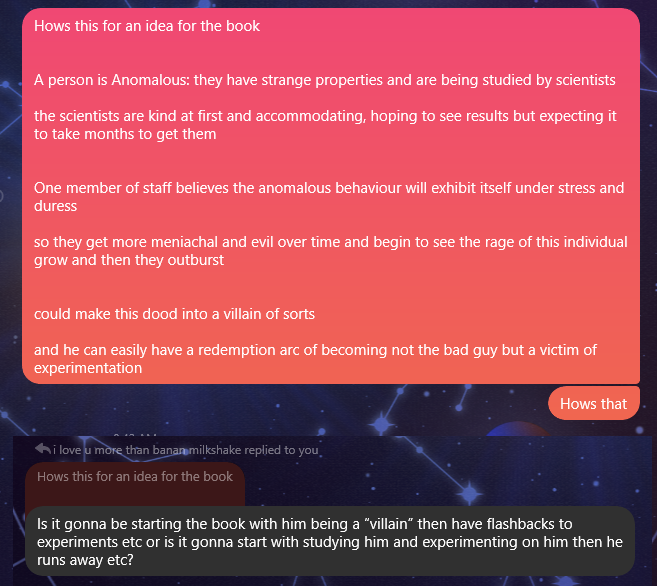 Hows this for an idea for the book
A person is Anomalous: they have strange properties and are being studied by scientists
the scientists are kind at first and accommodating, hoping to see results but expecting it
to take months to get them
One member of staff believes the anomalous behaviour will exhibit itself under stress and
duress
so they get more meniachal and evil over time and begin to see the rage of this individual
grow and then they outburst
could make this dood into a villain of sorts
and he can easily have a redemption arc of becoming not the bad guy but a victim of
experimentation
Hows that
i love u more than banan milkshake replied to you
Hows this for an idea for the book
Is it gonna be starting the book with him being a “villain” then have flashbacks to
experiments etc or is it gonna start with studying him and experimenting on him then he
runs away etc?